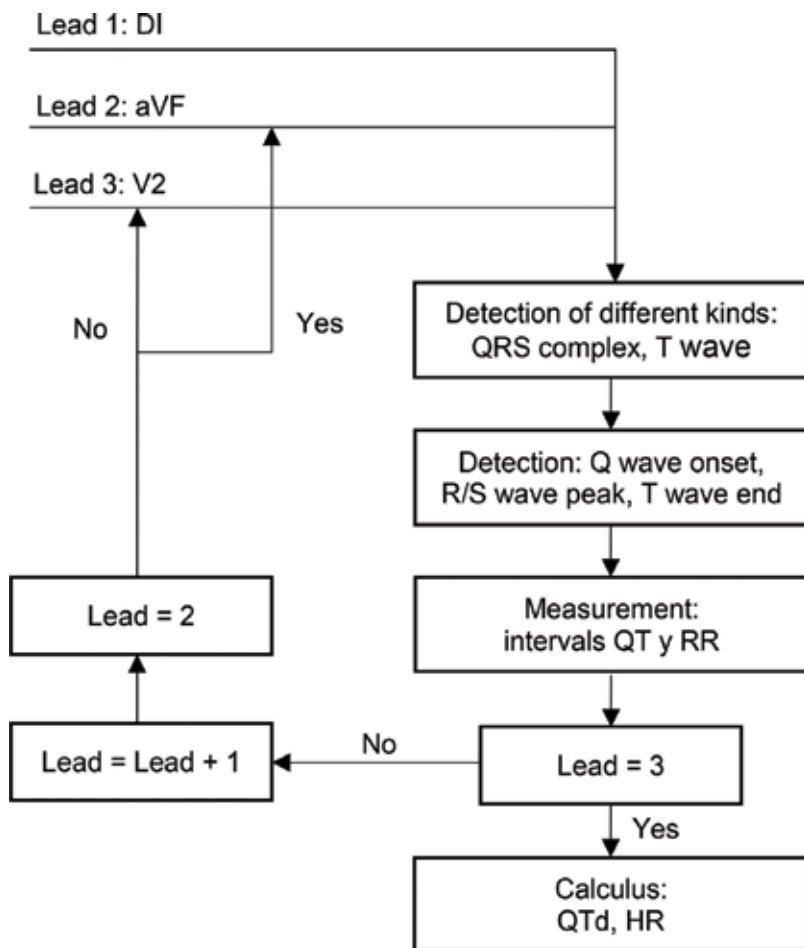 Lead 1: DI
Lead 2: aVF
Lead 3: V2
No
Yes
Detection of different kinds:
QRS complex, T wave
Detection: Q wave onset,
R/S wave peak, T wave end
Lead = 2
Measurement:
intervals QT y RR
Lead = Lead + 1
No
Lead = 3
Yes
Calculus:
QTd, HR